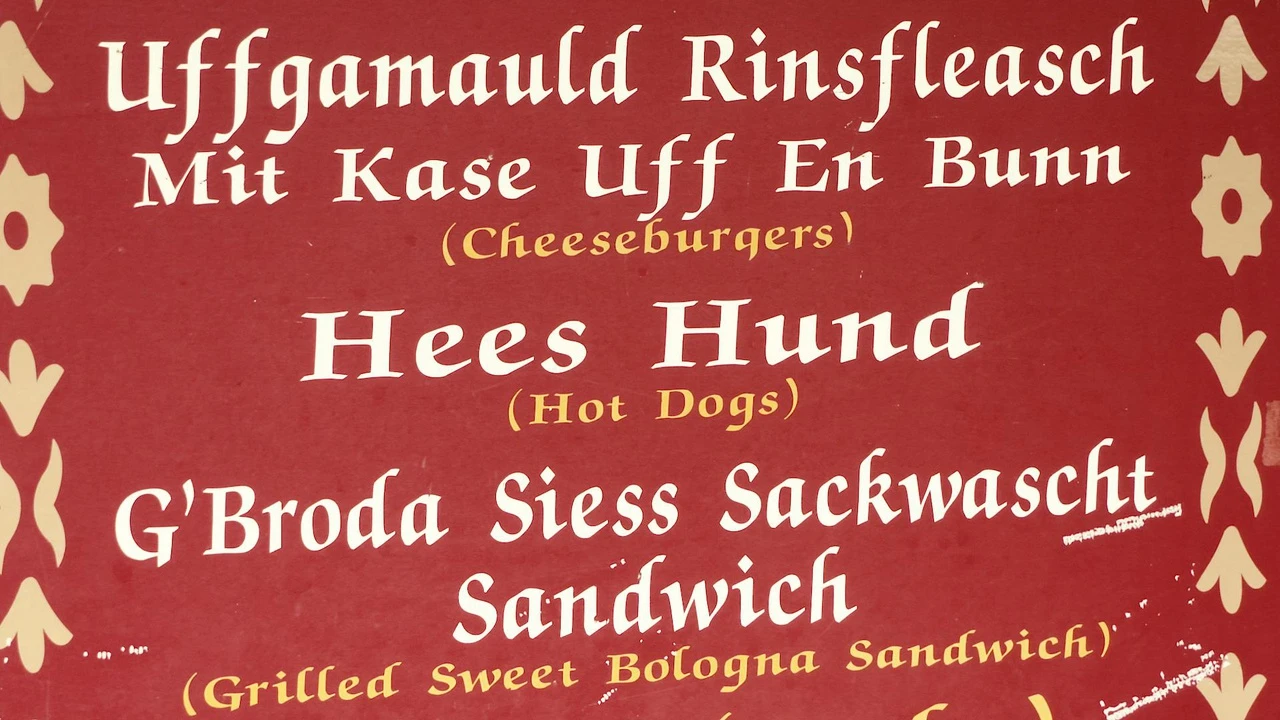 Uffgamauld Rinsfleasch
Mit Kase Uff En Bunn
(Cheeseburgers)
Hees Hund
(Hot Dogs)
G'Broda Siess Sackwascht
Sandwich
(Grilled Sweet Bologna Sandwich)